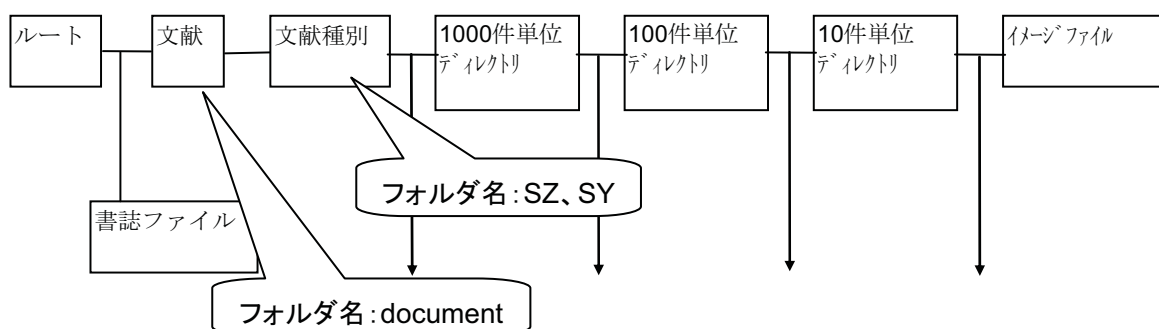 ルート
文献
文献種別
1000件単位
ディレクトリ
100件単位
ディレクトリ
10件単位
ディレクトリ
イメージファイル
フォルダ名:SZ、SY
書誌ファイル
フォルダ名:document